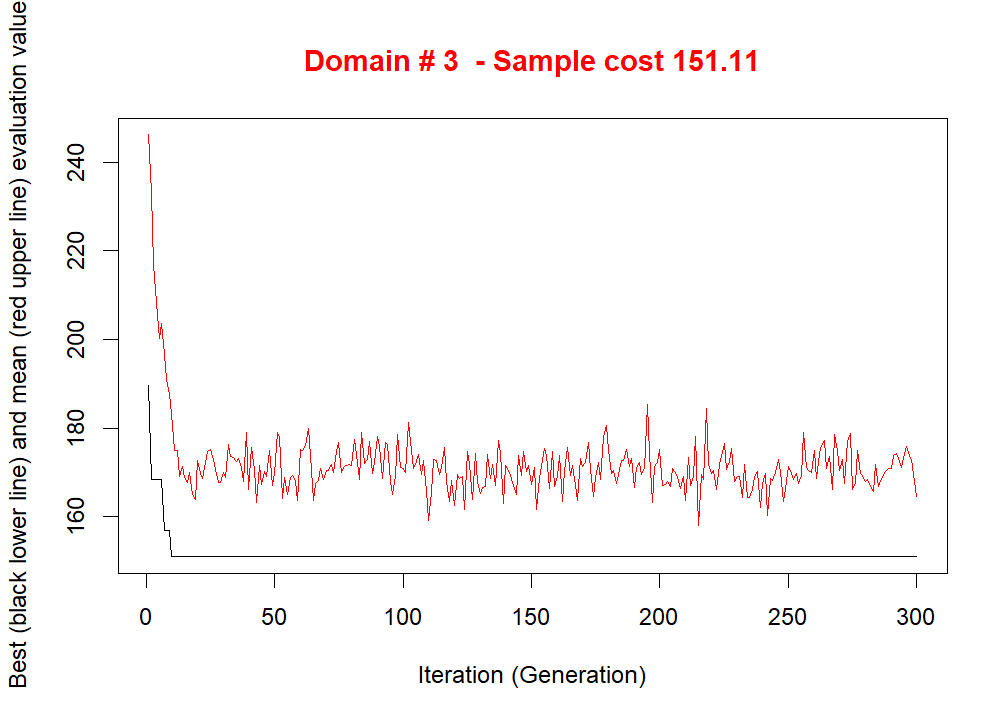 Domain # 3  - Sample cost 151.11
Best (black lower line) and mean (red upper line) evaluation value
240
220
200
180
160
0 50 100 150 200 250 300
Iteration (Generation)